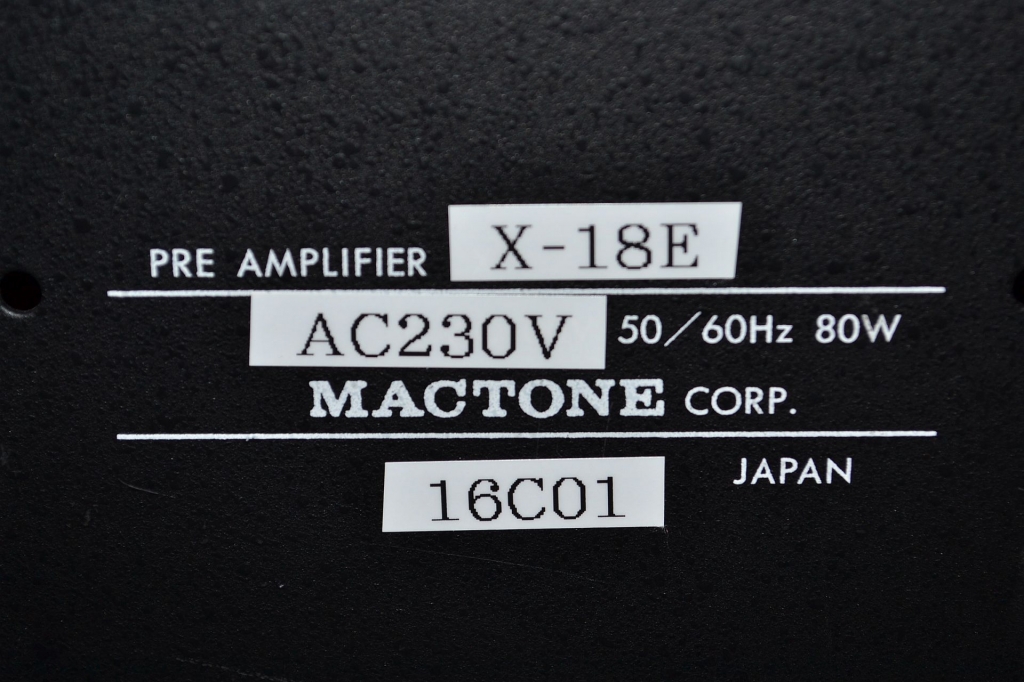 PRE AMPLIFIER X-18E
AC230V 50/60Hz 80W
MACTONE CORP.
JAPAN
16C01